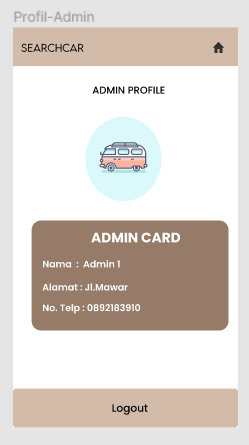 Profil-Admin
SEARCHCAR
ADMIN PROFILE
ADMIN CARD
Nama : Admin 1
Alamat : Jl.Mawar
No. Telp : 0892183910
Logout